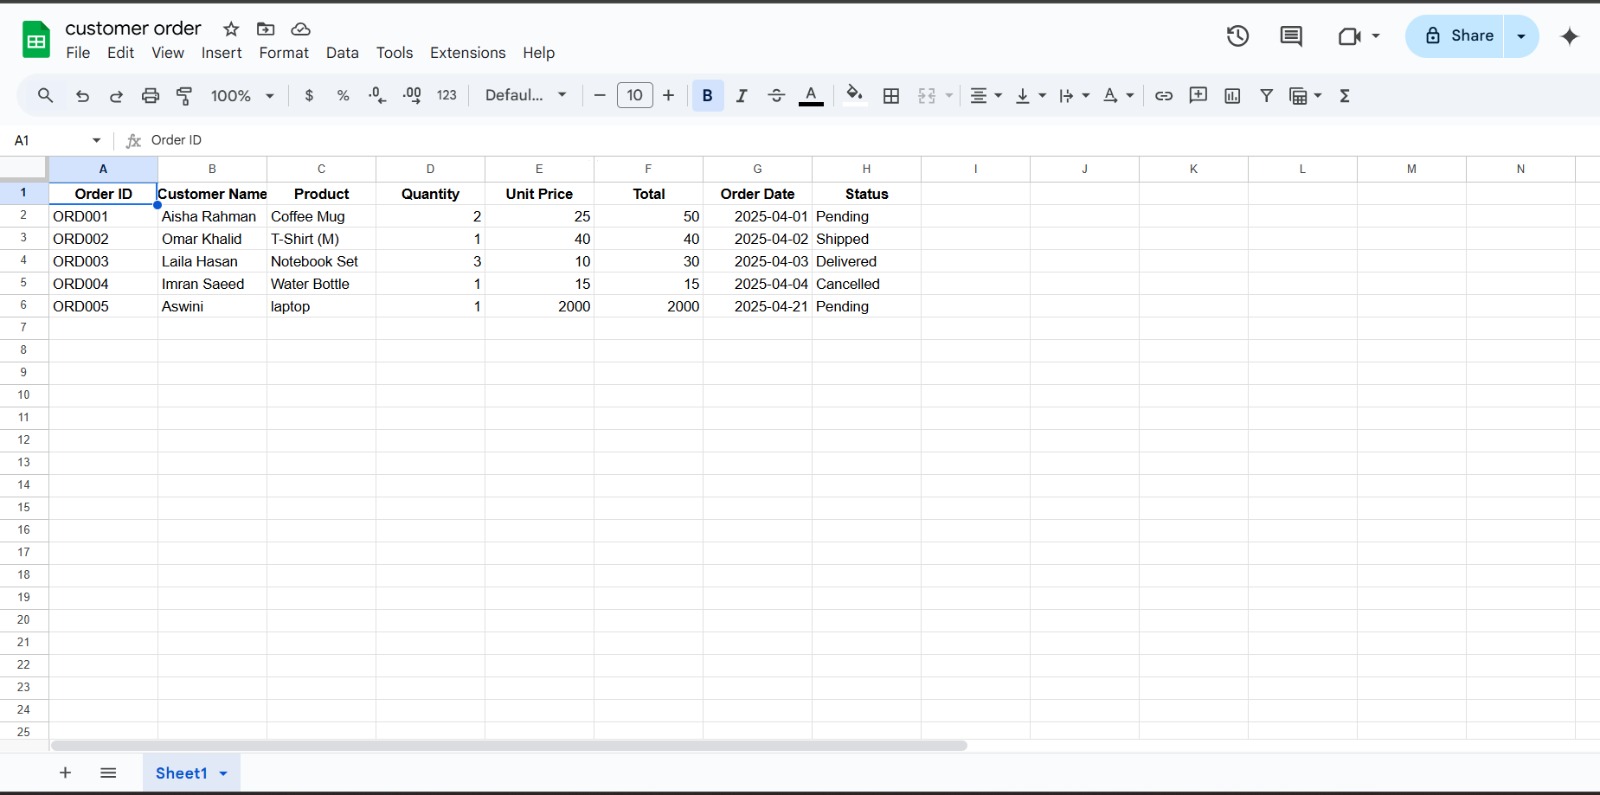 customer order
File Edit View Insert Format Data Tools Extensions Help
Share
100% $ % .0 .00 123 Defaul... 10 B I A Σ
A1 fx Order ID
A B C D E F G H I J K L M N
1 Order ID Customer Name Product Quantity Unit Price Total Order Date Status
2 ORD001 Aisha Rahman Coffee Mug 2 25 50 2025-04-01 Pending
3 ORD002 Omar Khalid T-Shirt (M) 1 40 40 2025-04-02 Shipped
4 ORD003 Laila Hasan Notebook Set 3 10 30 2025-04-03 Delivered
5 ORD004 Imran Saeed Water Bottle 1 15 15 2025-04-04 Cancelled
6 ORD005 Aswini laptop 1 2000 2000 2025-04-21 Pending
7
8
9
10
11
12
13
14
15
16
17
18
19
20
21
22
23
24
25
Sheet1